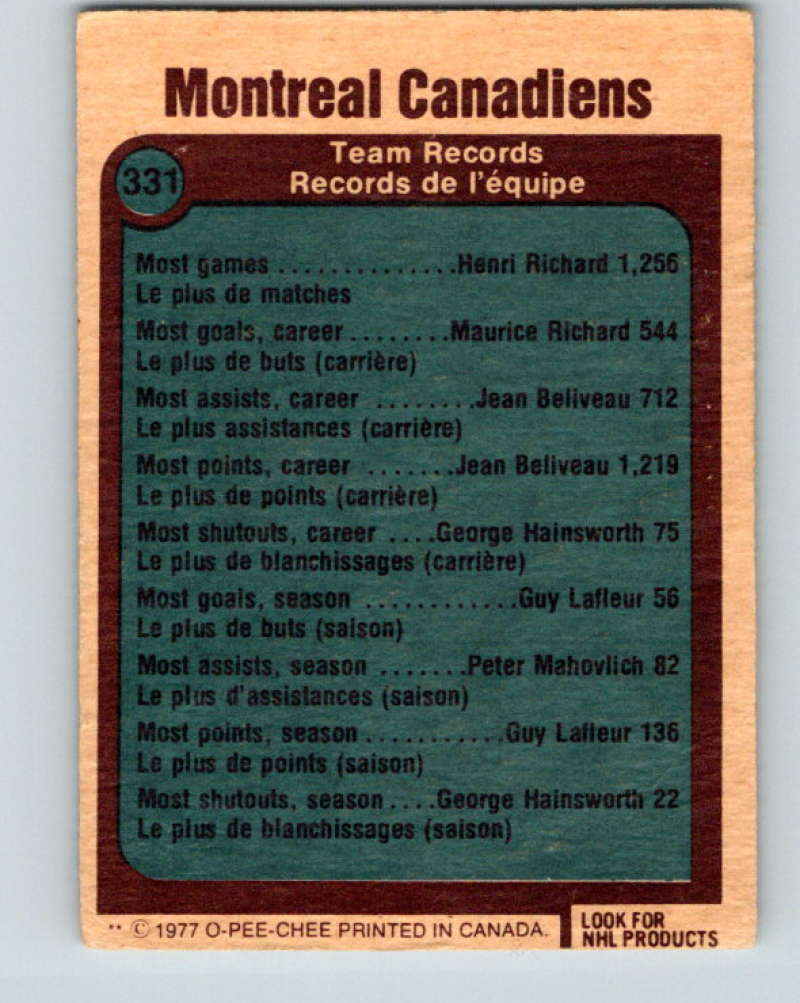 Montreal Canadiens
331
Team Records
Records de l'équipe
Most games ..............Henri Richard 1,256
Le plus de matches
Most goals, career........Maurice Richard 544
Le plus de buts (carrière)
Most assists, career ........Jean Beliveau 712
Le plus assistances (carrière)
Most points, career .......Jean Beliveau 1,219
Le plus de points (carrière)
Most shutouts, career ....George Hainsworth 75
Le plus de blanchissages (carrière)
Most goals, season ............Guy Lafleur 56
Le plus de buts (saison)
Most assists, season .......Peter Mahovlich 82
Le plus d'assistances (saison)
Most points, season...........Guy Lafleur 136
Le plus de points (saison)
Most shutouts, season....George Hainsworth 22
Le plus de blanchissages (saison)
** © 1977 O-PEE-CHEE PRINTED IN CANADA.
LOOK FOR
NHL PRODUCTS